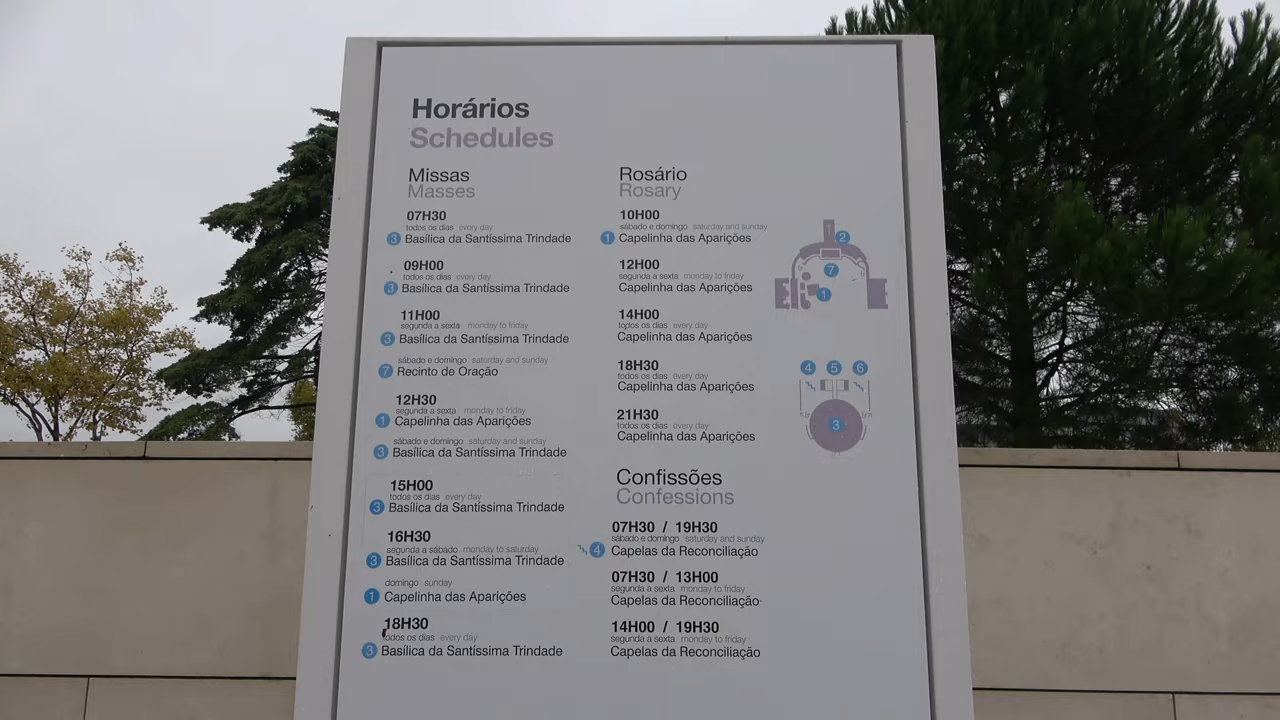 Horários
Schedules
Missas
Masses
07H30
todos os dias every day
3 Basílica da Santíssima Trindade
09H00
todos os dias every day
3 Basílica da Santíssima Trindade
11H00
segunda a sexta monday to friday
3 Basílica da Santíssima Trindade
sábado e domingo saturday and sunday
7 Recinto de Oração
12H30
segunda a sexta monday to friday
1 Capelinha das Aparições
sábado e domingo saturday and sunday
3 Basílica da Santíssima Trindade
15H00
todos os dias every day
3 Basílica da Santíssima Trindade
16H30
segunda a sábado monday to saturday
3 Basílica da Santíssima Trindade
domingo sunday
1 Capelinha das Aparições
18H30
todos os dias every day
3 Basílica da Santíssima Trindade
Rosário
Rosary
10H00
sábado e domingo saturday and sunday
1 Capelinha das Aparições
12H00
segunda a sexta monday to friday
Capelinha das Aparições
14H00
todos os dias every day
Capelinha das Aparições
18H30
todos os dias every day
Capelinha das Aparições
21H30
todos os dias every day
Capelinha das Aparições
Confissões
Confessions
07H30 / 19H30
sábado e domingo saturday and sunday
4 Capelas da Reconciliação
07H30 / 13H00
segunda a sexta monday to friday
Capelas da Reconciliação
14H00 / 19H30
segunda a sexta monday to friday
Capelas da Reconciliação
2
7
1
4 5 6
3